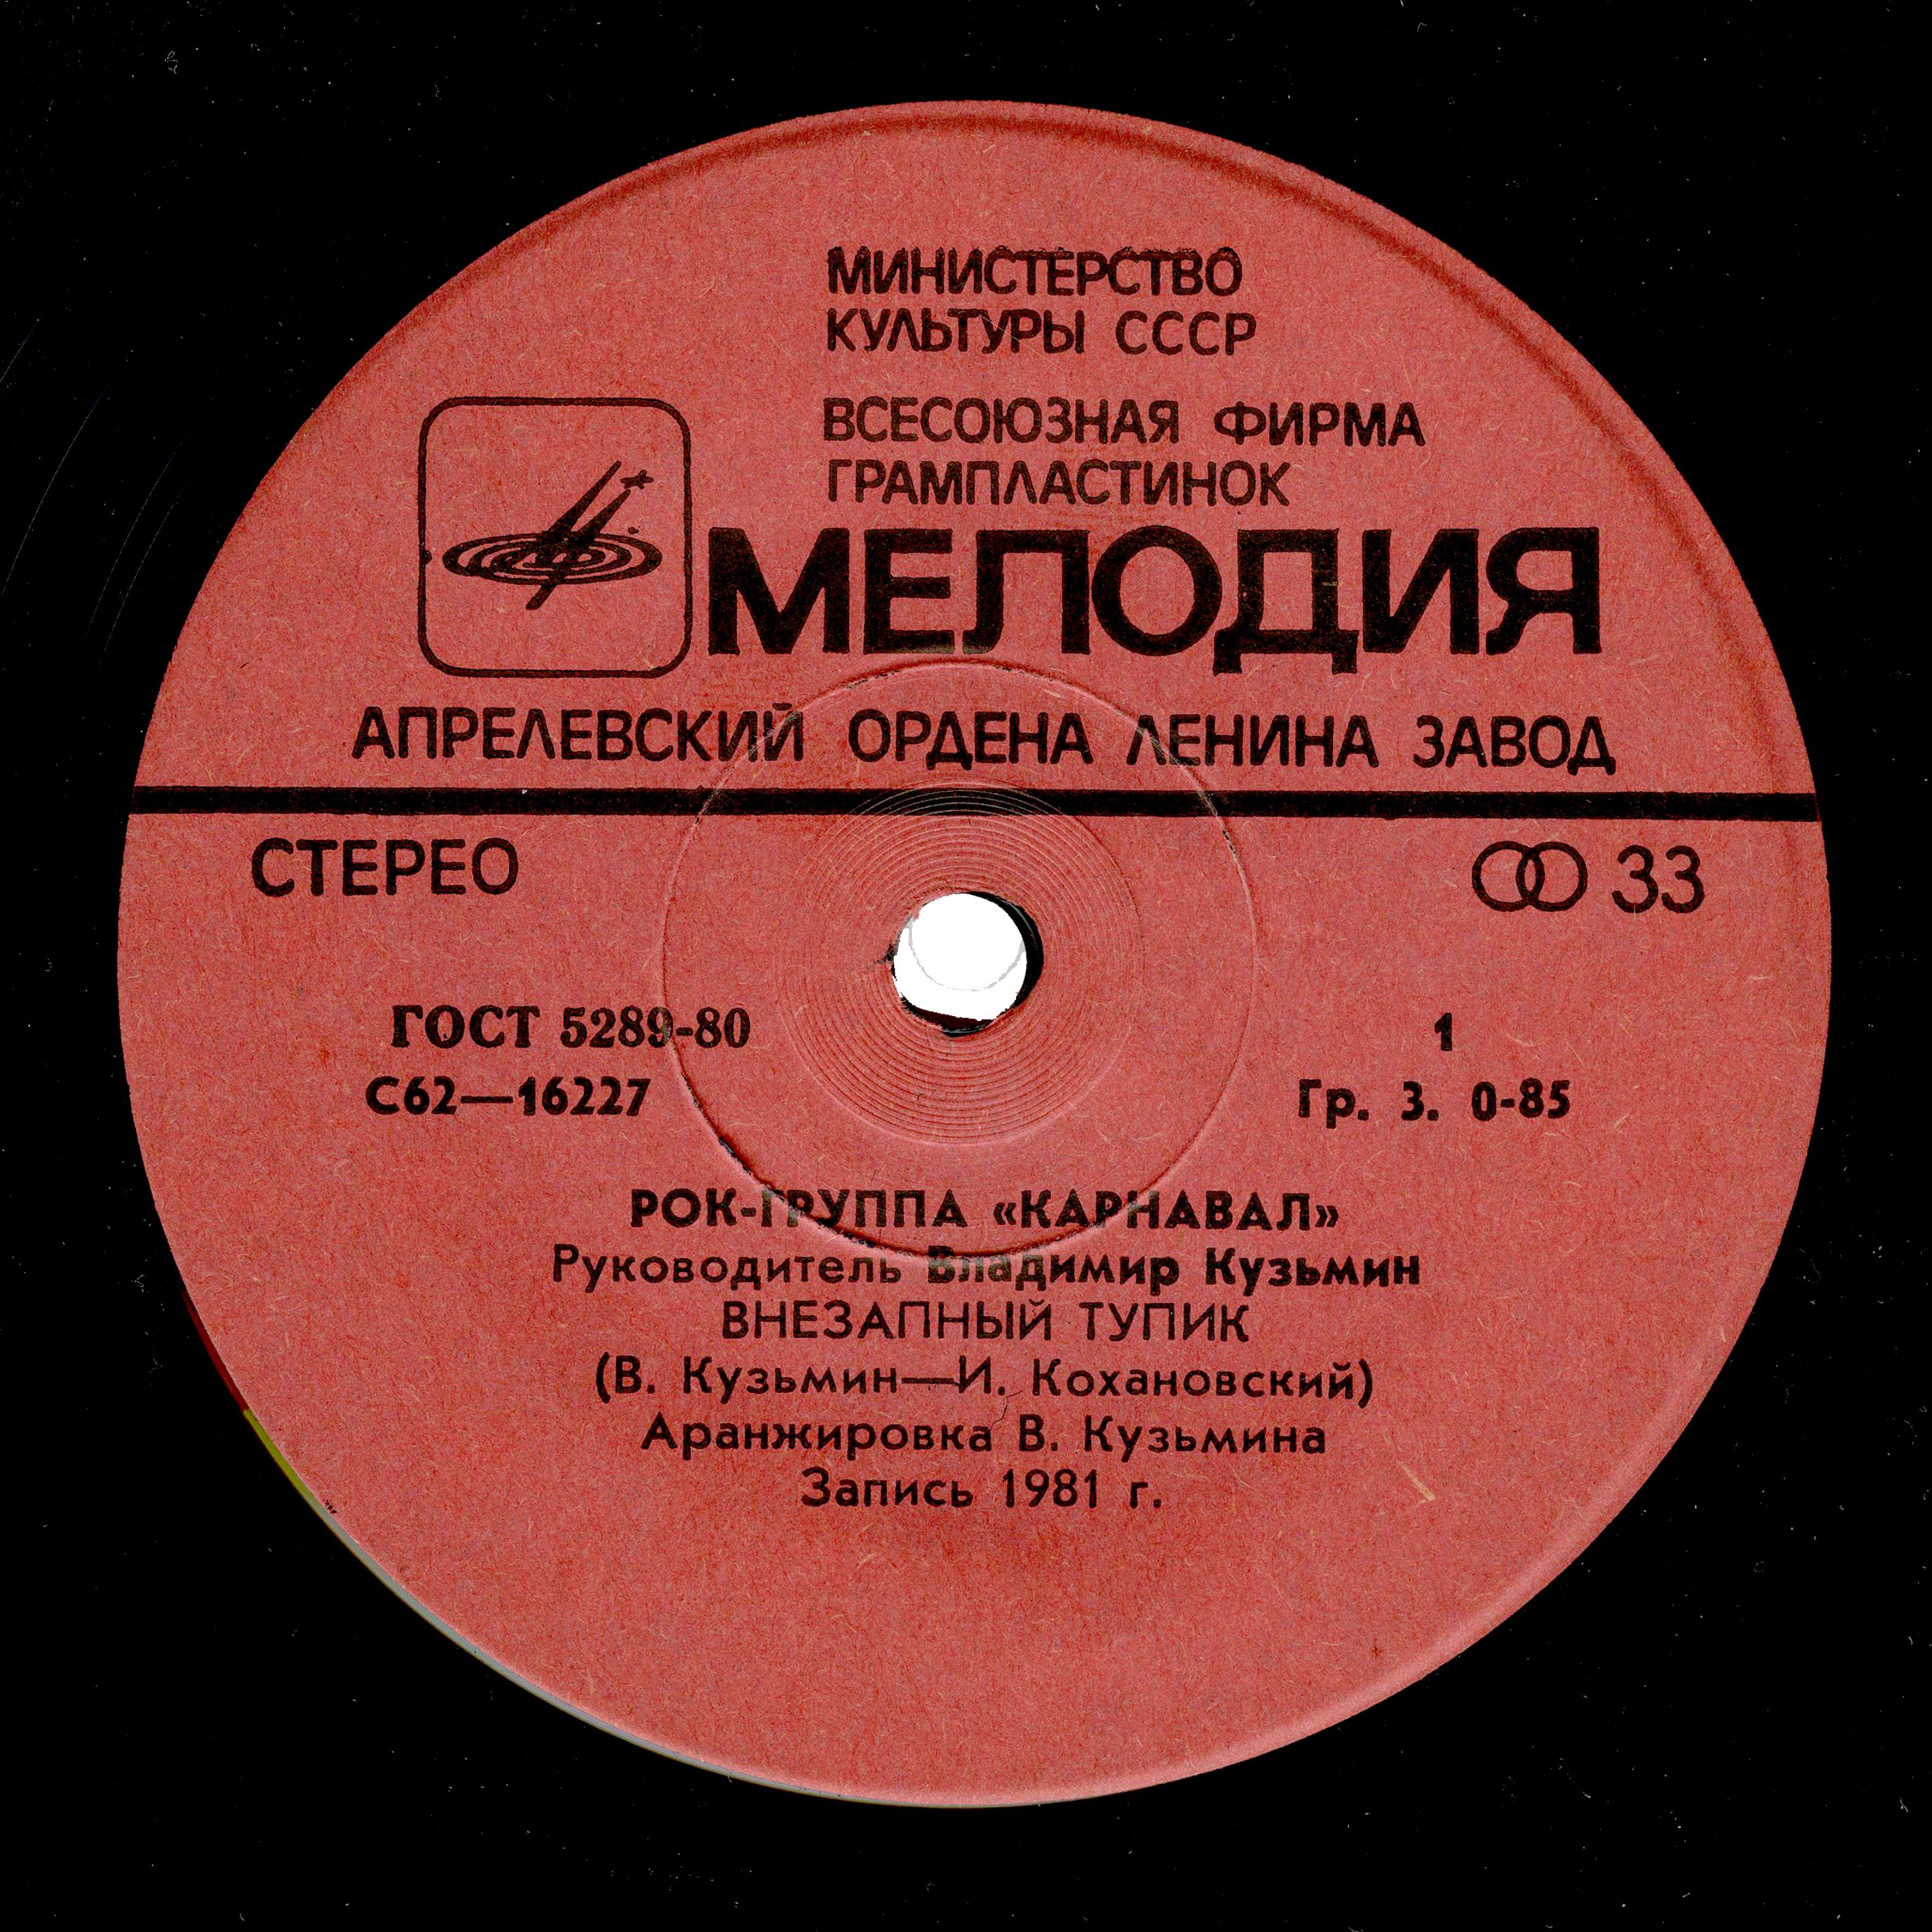 МИНИСТЕРСТВО
КУЛЬТУРЫ СССР
ВСЕСОЮЗНАЯ ФИРМА
ГРАМПЛАСТИНОК
МЕЛОДИЯ
АПРЕЛЕВСКИЙ ОРДЕНА ЛЕНИНА ЗАВОД
СТЕРЕО 33
ГОСТ 5289-80 1
С62—16227 Гр. 3. 0-85
РОК-ГРУППА «КАРНАВАЛ»
Руководитель Владимир Кузьмин
ВНЕЗАПНЫЙ ТУПИК
(В. Кузьмин—И. Кохановский)
Аранжировка В. Кузьмина
Запись 1981 г.